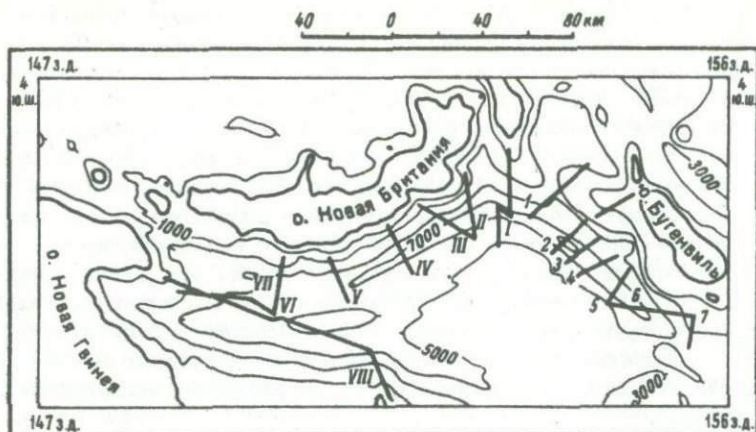 40 0 40 80 км
147 з.д. 156 з.д.
4 ю.ш. 4 ю.ш.
3000
о. Новая Британия
1000
о. Бугенвиль
1
7000
II I
III
2
3
IV
4
VII
V
6
VI
5 7
о. Новая Гвинея
5000
VIII
3000
147 з.д. 156 з.д.